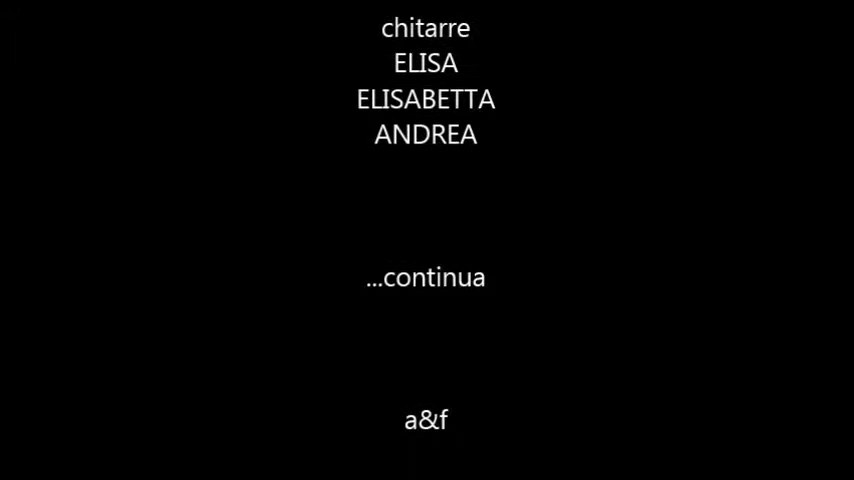 chitarre
ELISA
ELISABETTA
ANDREA
...continua
a&f